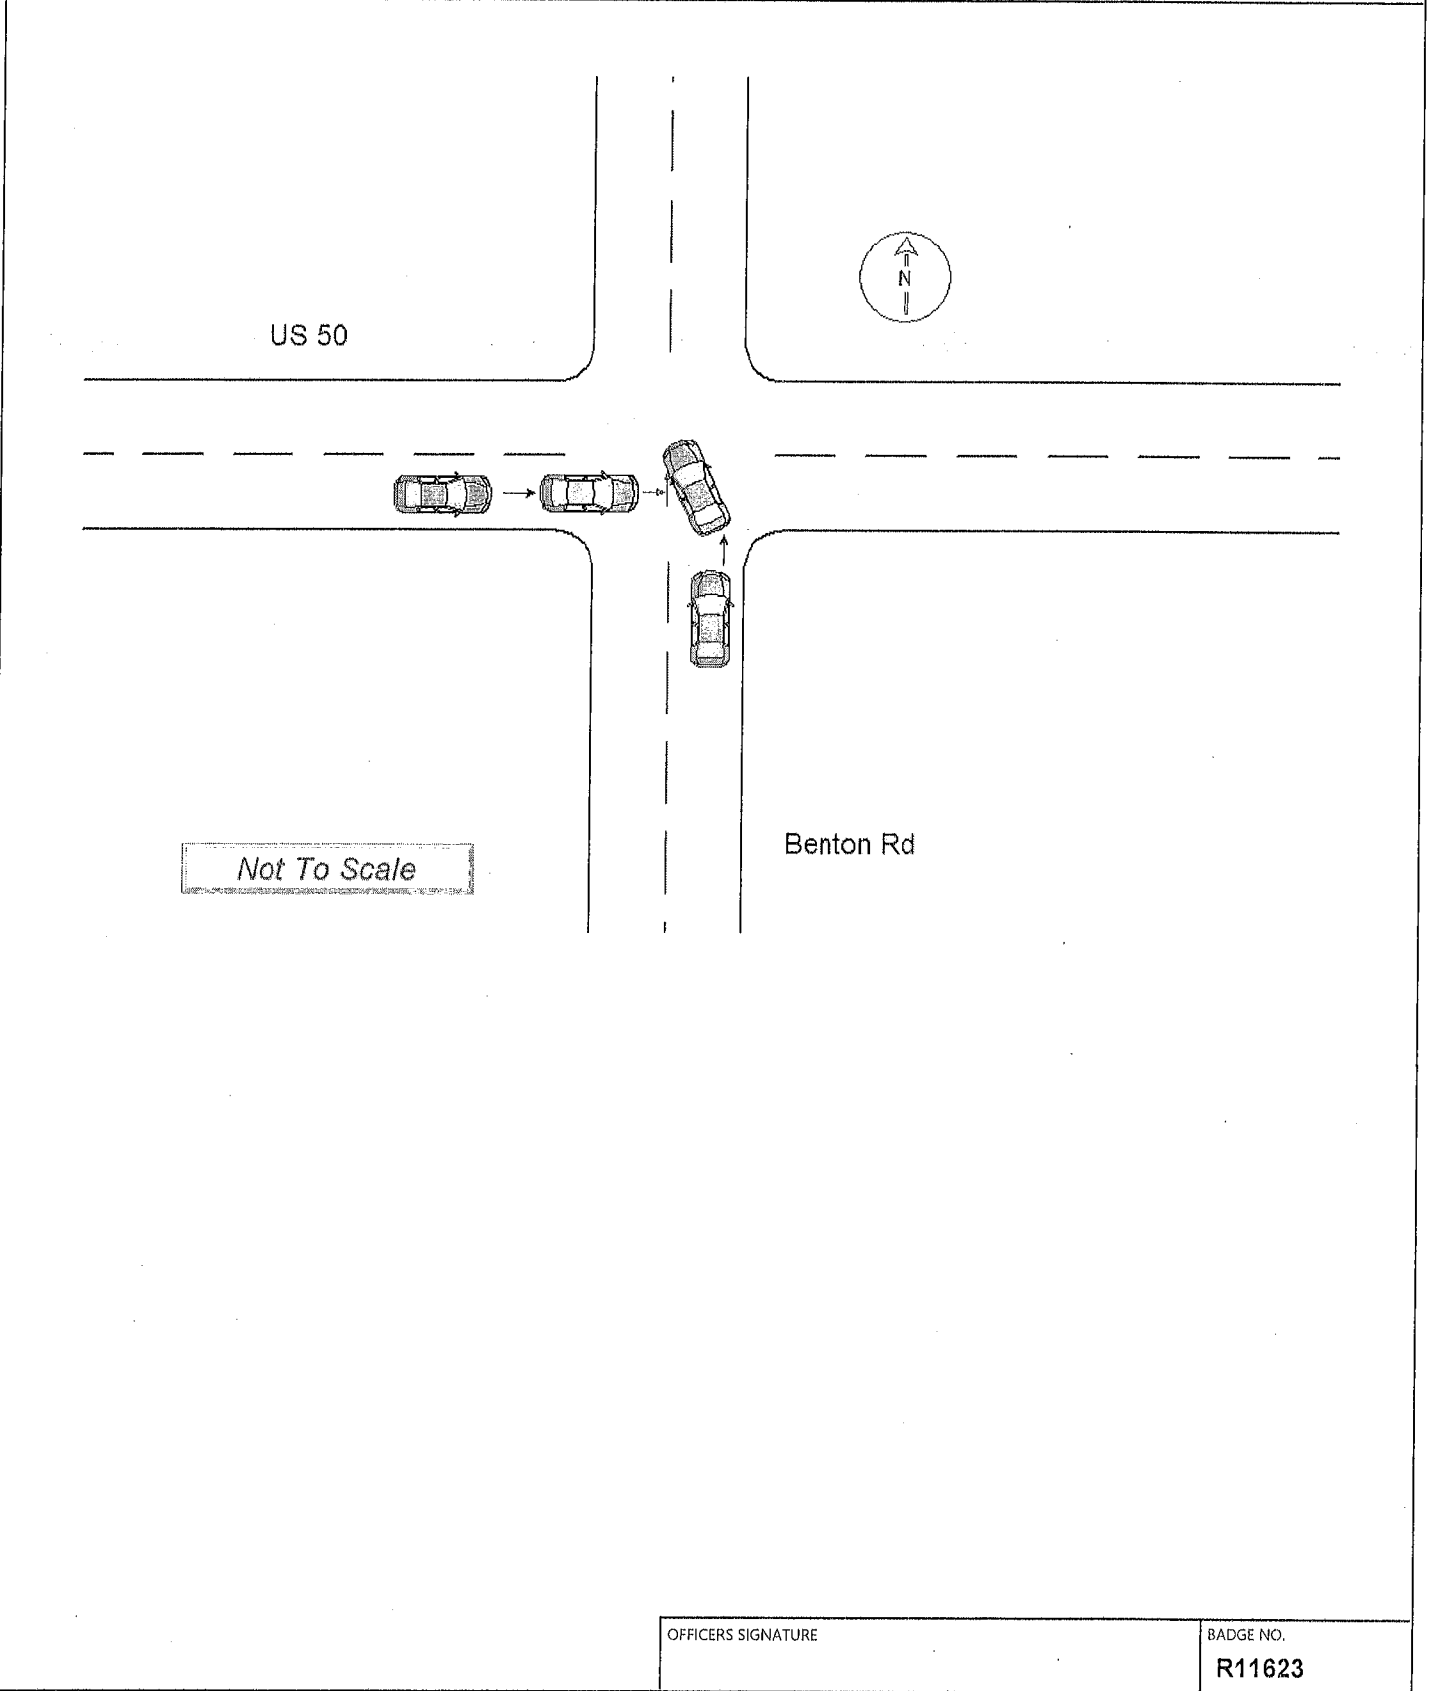 N
US 50
Benton Rd
Not To Scale
OFFICERS SIGNATURE
BADGE NO.
R11623